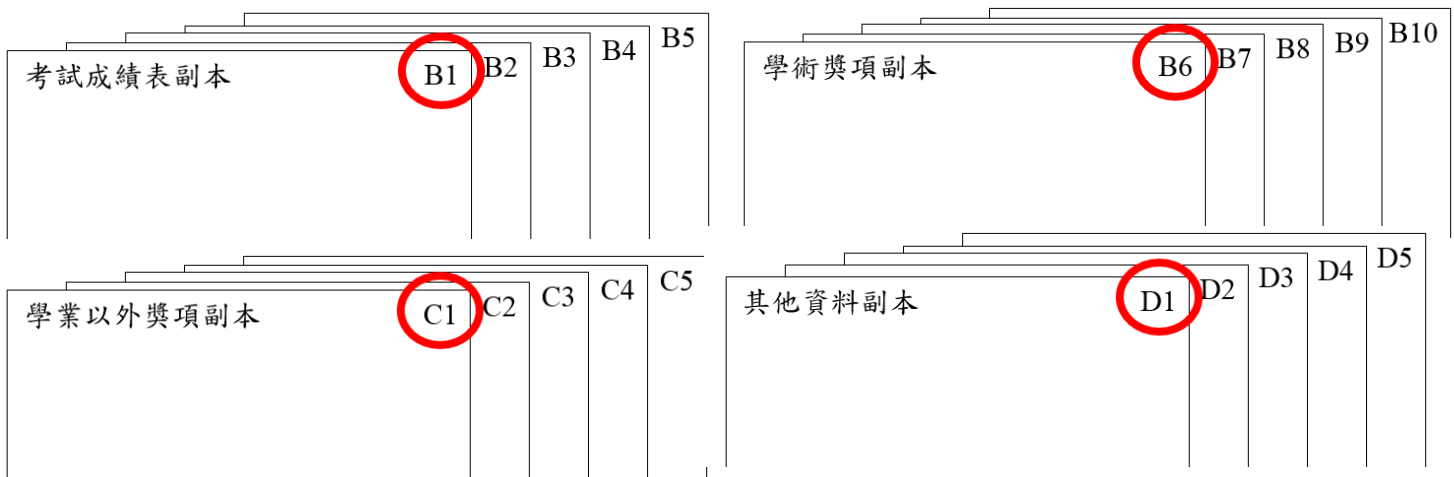 考試成績表副本 B1 B2 B3 B4 B5
學術獎項副本 B6 B7 B8 B9 B10
學業以外獎項副本 C1 C2 C3 C4 C5
其他資料副本 D1 D2 D3 D4 D5